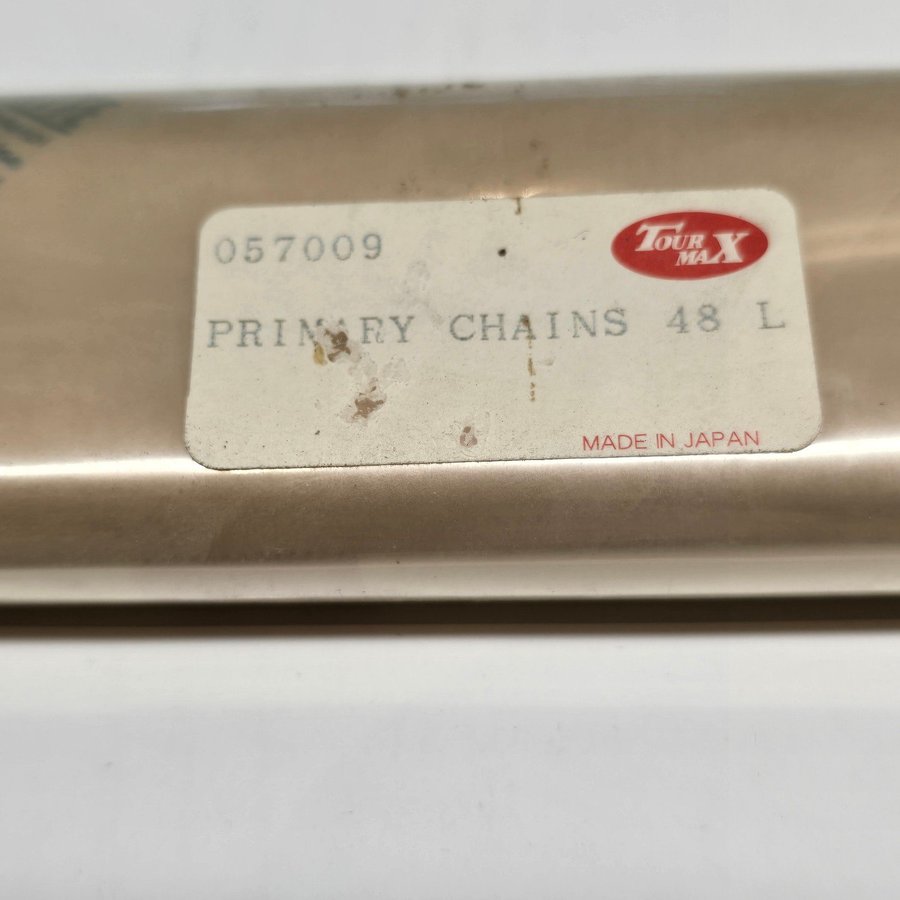 057009
TOUR MAX
PRIMARY CHAINS 48 L
MADE IN JAPAN